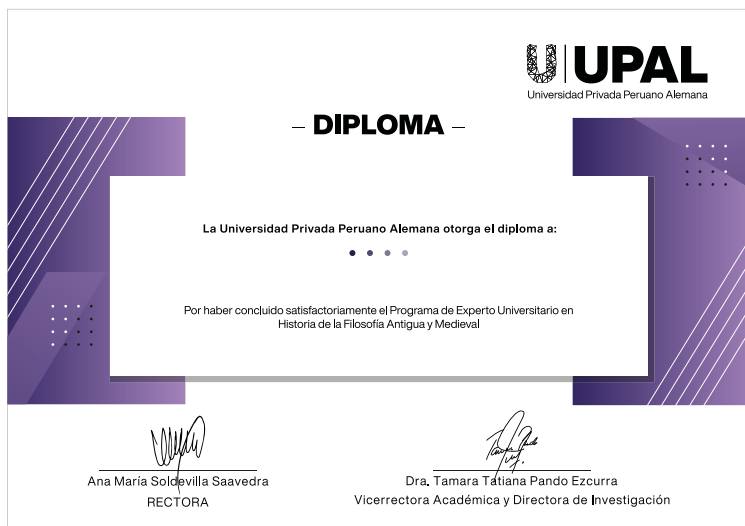 UPAL
Universidad Privada Peruano Alemana
– DIPLOMA –
La Universidad Privada Peruano Alemana otorga el diploma a:
Por haber concluido satisfactoriamente el Programa de Experto Universitario en
Historia de la Filosofía Antigua y Medieval
Ana María Soldevilla Saavedra
RECTORA
Dra. Tamara Tatiana Pando Ezcurra
Vicerrectora Académica y Directora de Investigación